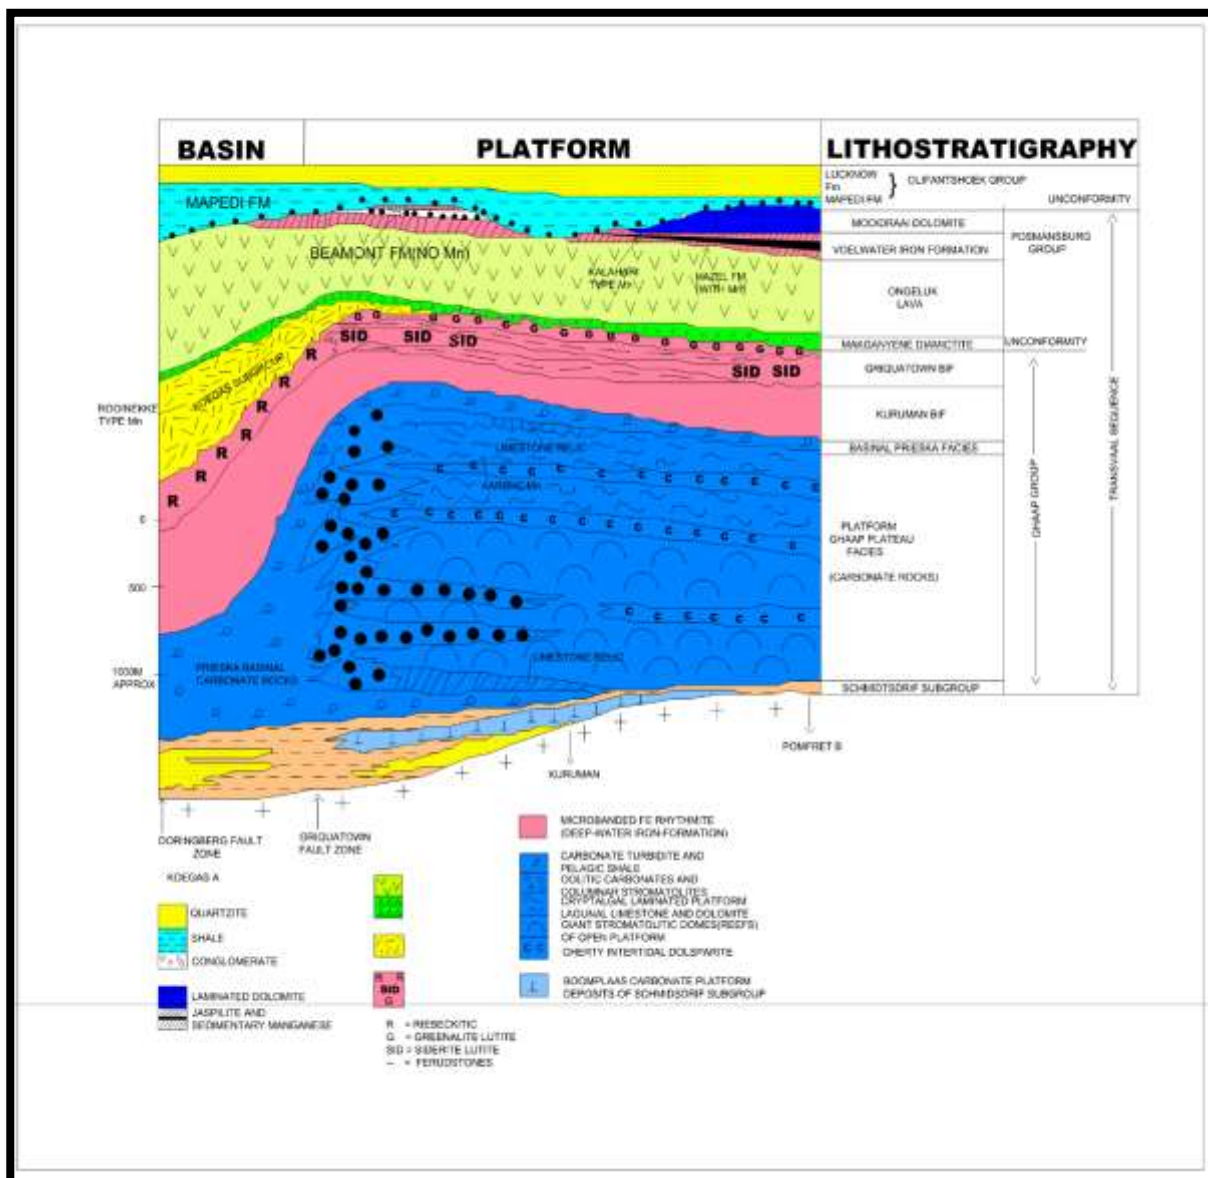 BASIN
PLATFORM
LITHOSTRATIGRAPHY
LUCKNOW
Fm
MAPEDI FM
OLIFANTSHOEK GROUP
UNCONFORMITY
MAPEDI FM
MOOIDRAAI DOLOMITE
POSMANSBURG
GROUP
VOELWATER IRON FORMATION
BEAMONT FM(NO Mn)
KALAHARI
TYPE Mn
HAZEL FM
(WITH Mn)
ONGELUK
LAVA
MAKGANYENE DIAMICTITE
UNCONFORMITY
G G G G G G G G G G G G G G
SID SID SID
SID SID
GRIQUATOWN BIF
KOEGAS SUBGROUP
R R R R R R
ROOINEKKE
TYPE Mn
KURUMAN BIF
BASINAL PRIESKA FACIES
LIMESTONE RELIC
KARIBIC Mn
PLATFORM
GHAAP PLATEAU
FACIES
(CARBONATE ROCKS)
GHAAP GROUP
TRANSVAAL SEQUENCE
0
500
1000M
APPROX
PRIESKA BASINAL
CARBONATE ROCKS
LIMESTONE RELIC
SCHMIDTSDRIF SUBGROUP
POMFRET B
KURUMAN
DORINGBERG FAULT
ZONE
GRIQUATOWN
FAULT ZONE
KOEGAS A
QUARTZITE
SHALE
CONGLOMERATE
LAMINATED DOLOMITE
JASPILITE AND
SEDIMENTARY MANGANESE
R R
SID
G
R = RIEBECKITIC
G = GREENALITE LUTITE
SID = SIDERITE LUTITE
– = FERUDSTONES
MICROBANDED FE RHYTHMITE
(DEEP-WATER IRON-FORMATION)
CARBONATE TURBIDITE AND
PELAGIC SHALE
OOLITIC CARBONATES AND
COLUMNAR STROMATOLITES
CRYPTALGAL LAMINATED PLATFORM
LAGUNAL LIMESTONE AND DOLOMITE
GIANT STROMATOLITIC DOMES(REEFS)
OF OPEN PLATFORM
CHERTY INTERTIDAL DOLSPARITE
BOOMPLAAS CARBONATE PLATFORM
DEPOSITS OF SCHMIDSDRIF SUBGROUP